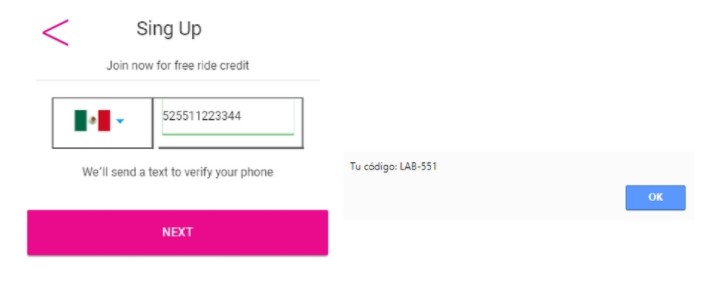 Sing Up
Join now for free ride credit
525511223344
We'll send a text to verify your phone
NEXT
Tu código: LAB-551
OK